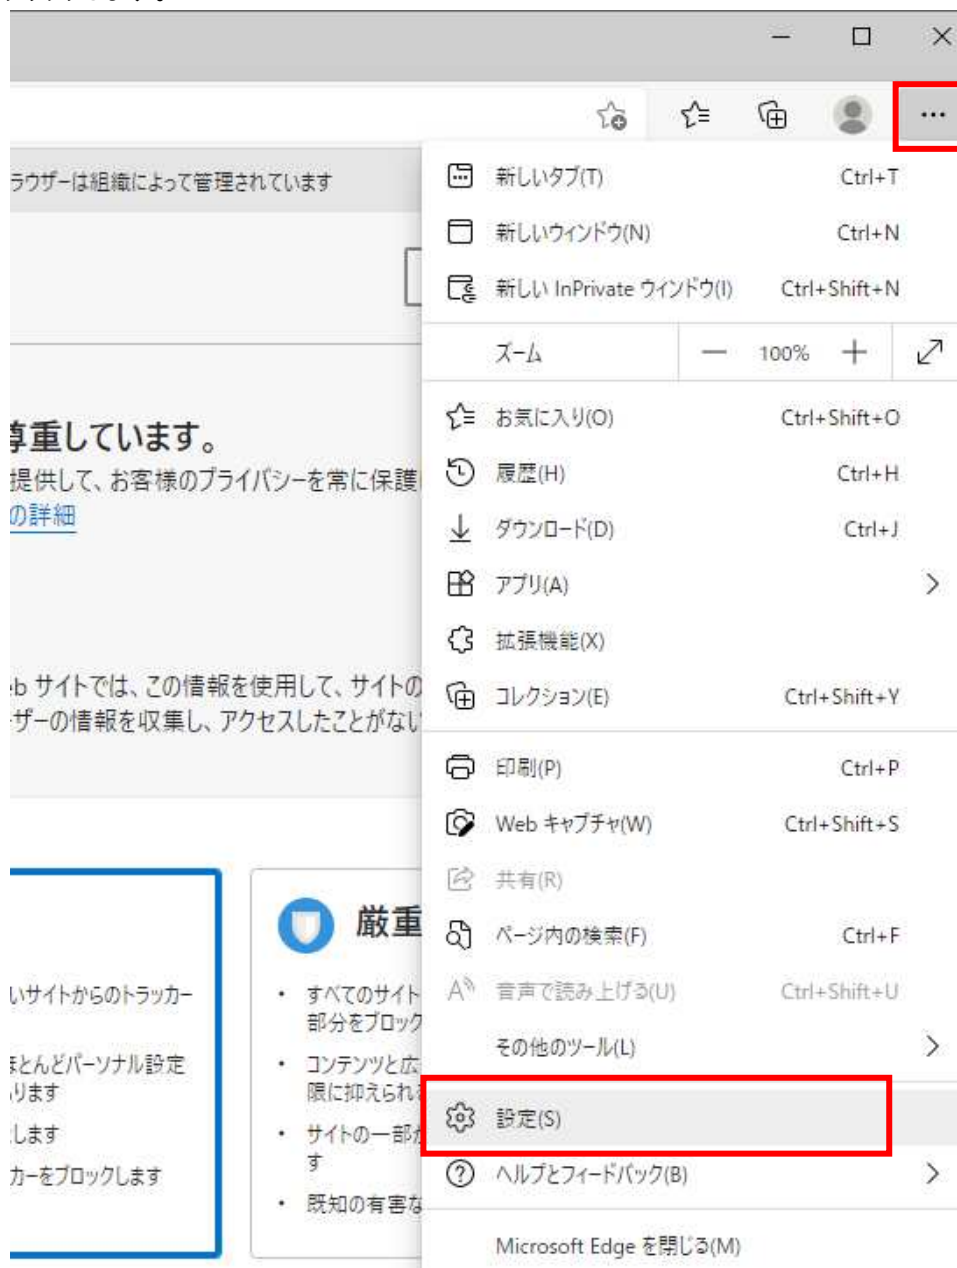 ラウザーは組織によって管理されています
新しいタブ(T) Ctrl+T
新しいウィンドウ(N) Ctrl+N
新しい InPrivate ウィンドウ(I) Ctrl+Shift+N
ズーム 100%
お気に入り(O) Ctrl+Shift+O
履歴(H) Ctrl+H
ダウンロード(D) Ctrl+J
アプリ(A)
拡張機能(X)
コレクション(E) Ctrl+Shift+Y
印刷(P) Ctrl+P
Web キャプチャ(W) Ctrl+Shift+S
共有(R)
ページ内の検索(F) Ctrl+F
音声で読み上げる(U) Ctrl+Shift+U
その他のツール(L)
設定(S)
ヘルプとフィードバック(B)
Microsoft Edge を閉じる(M)
尊重しています。
提供して、お客様のプライバシーを常に保護
の詳細
eb サイトでは、この情報を使用して、サイトの
ーザーの情報を収集し、アクセスしたことがない
いサイトからのトラッカー
ほとんどパーソナル設定
ります
します
カーをブロックします
厳重
• すべてのサイト
部分をブロック
• コンテンツと広
限に抑えられ
• サイトの一部が
す
• 既知の有害な